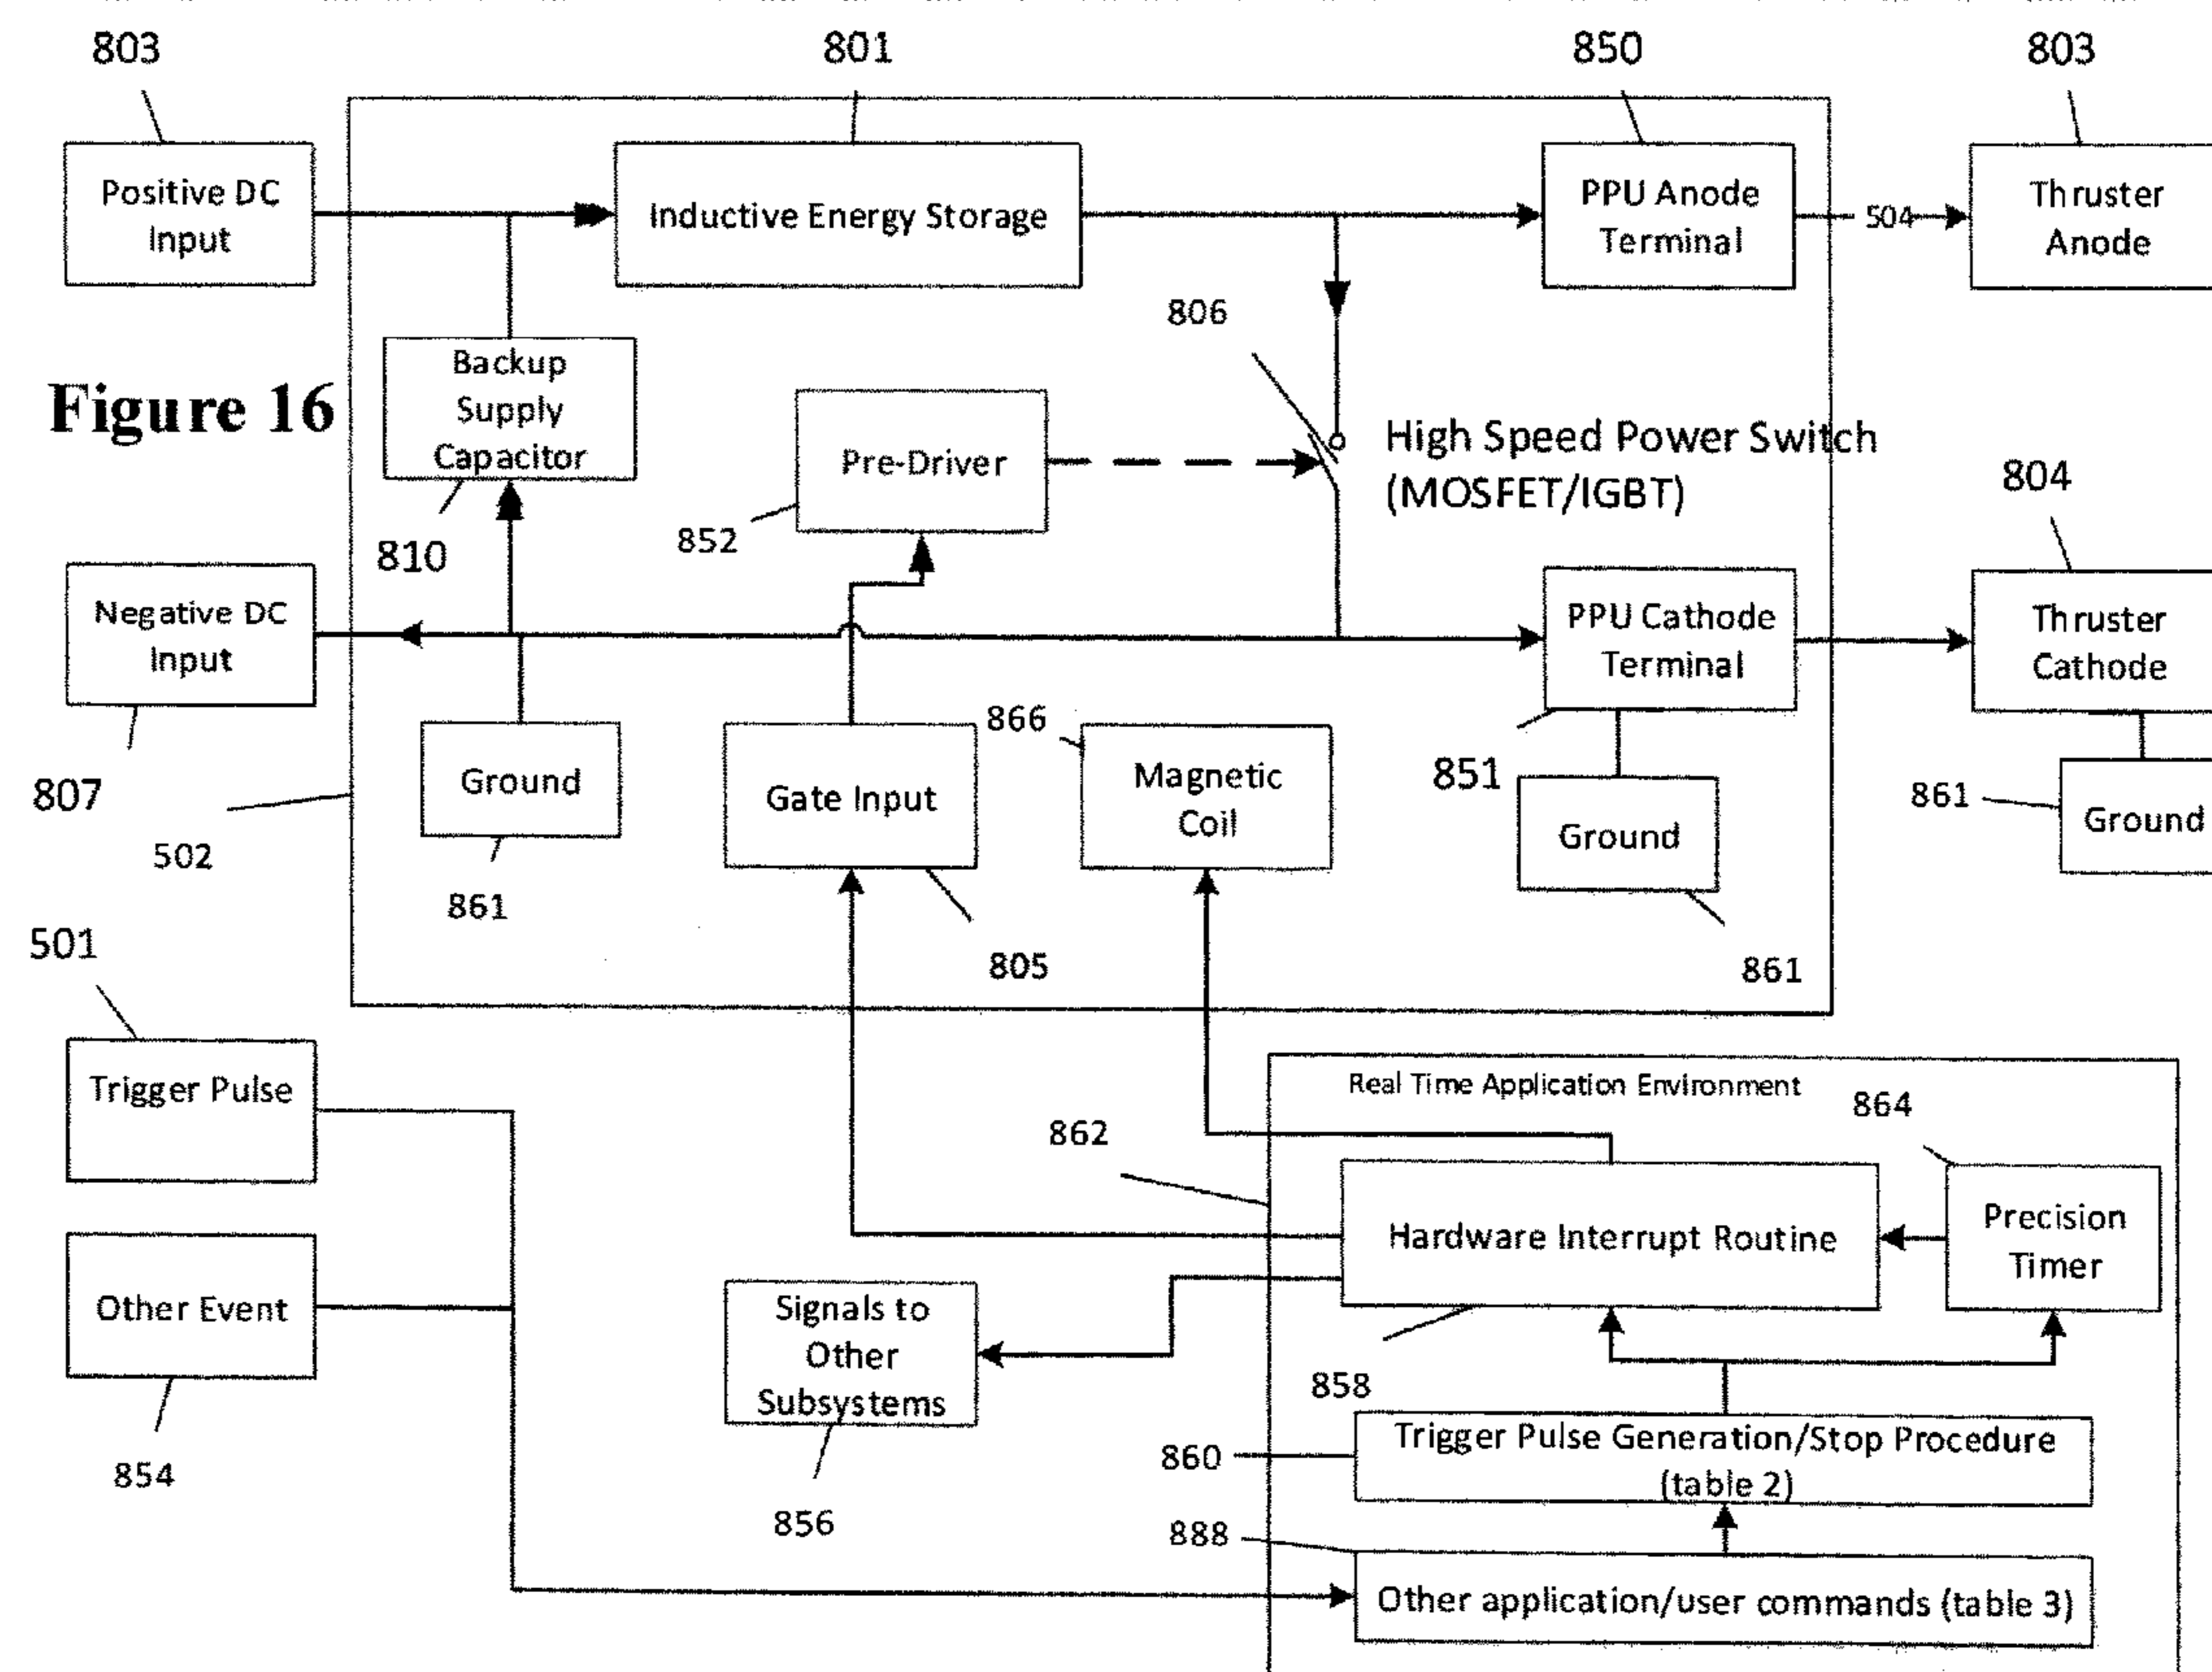 803
801
850
803
Positive DC
Input
Inductive Energy Storage
PPU Anode
Terminal
504
Thruster
Anode
806
Backup
Supply
Capacitor
Figure 16
Pre-Driver
High Speed Power Switch
(MOSFET/IGBT)
804
852
810
Negative DC
Input
PPU Cathode
Terminal
Thruster
Cathode
866
807
Ground
Gate Input
Magnetic
Coil
851
Ground
861
Ground
502
861
805
861
501
Trigger Pulse
Real Time Application Environment
864
862
Hardware Interrupt Routine
Precision
Timer
Other Event
Signals to
Other
Subsystems
858
854
860
Trigger Pulse Generation/Stop Procedure
(table 2)
856
888
Other application/user commands (table 3)